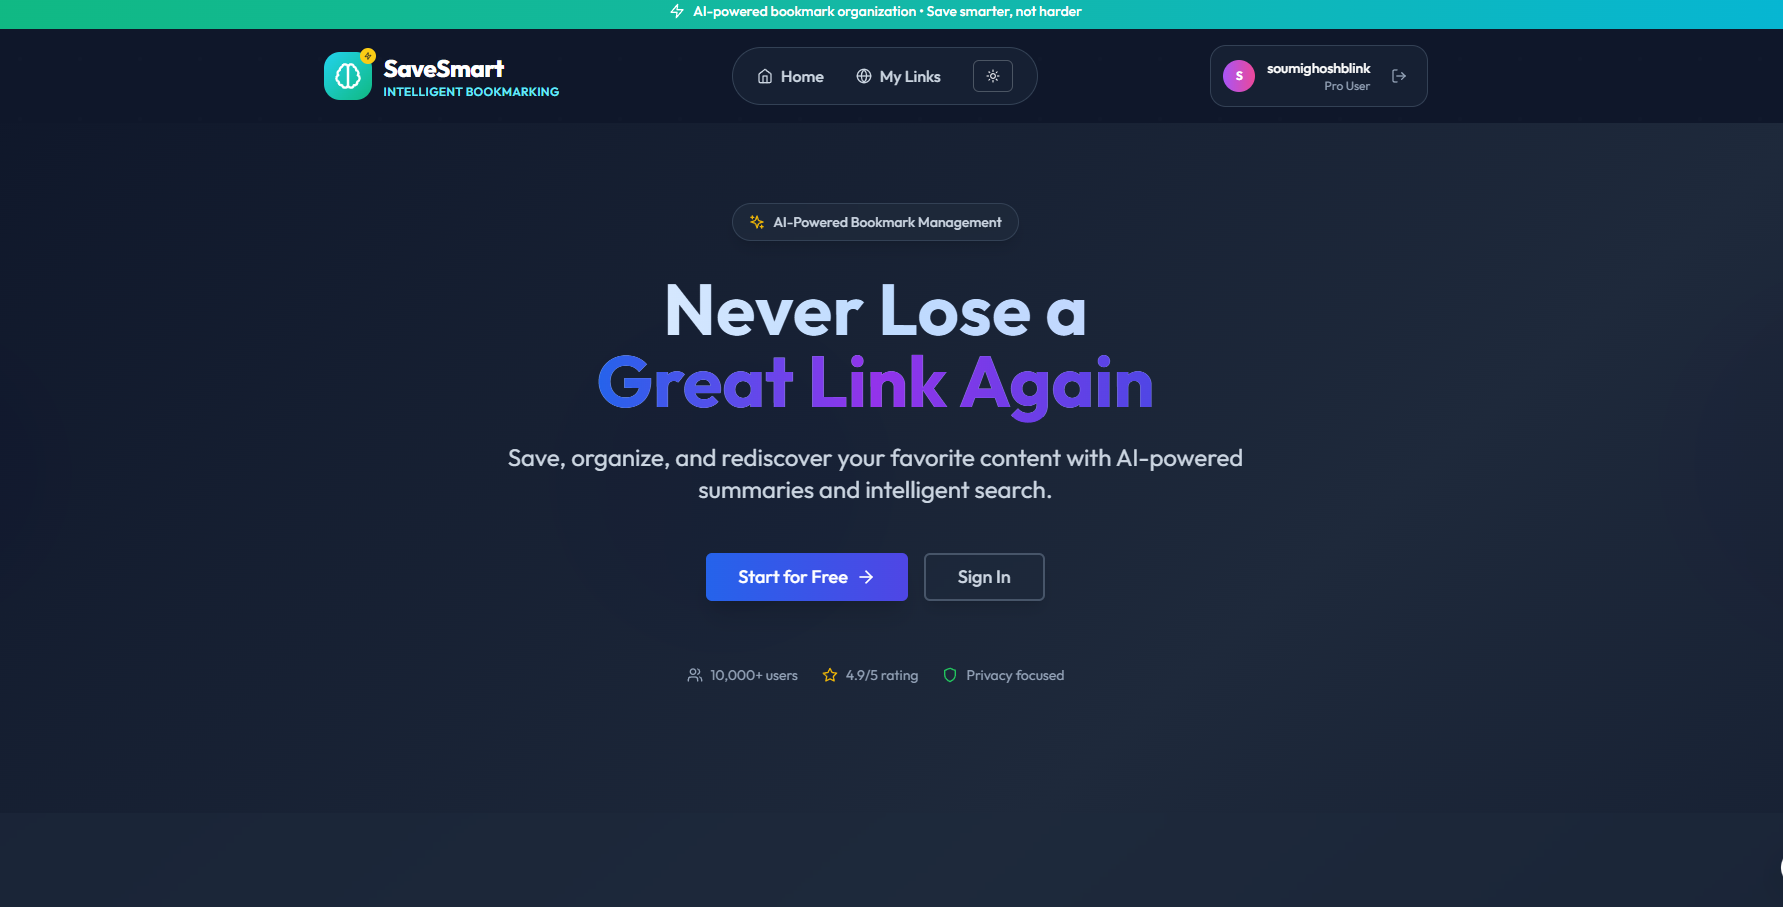 AI-powered bookmark organization • Save smarter, not harder
SaveSmart
INTELLIGENT BOOKMARKING
Home
My Links
S
soumighoshblink
Pro User
AI-Powered Bookmark Management
Never Lose a
Great Link Again
Save, organize, and rediscover your favorite content with AI-powered
summaries and intelligent search.
Start for Free
Sign In
10,000+ users
4.9/5 rating
Privacy focused